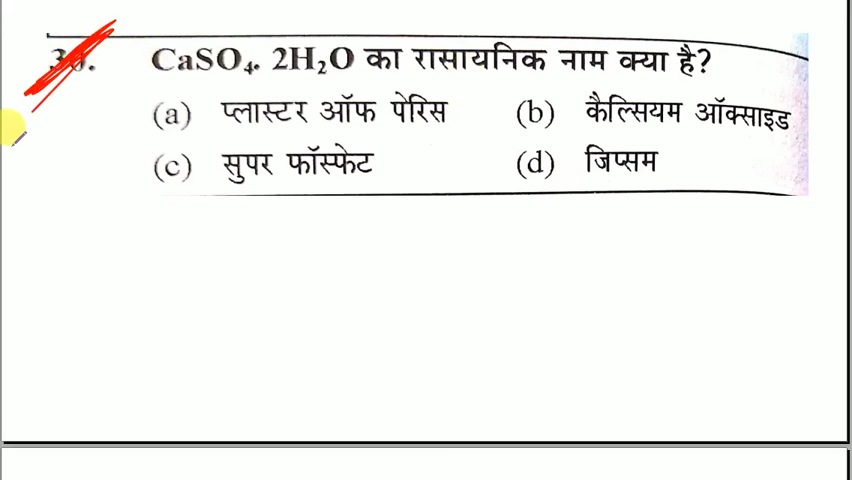 CaSO₄. 2H₂O का रासायनिक नाम क्या है?
(a) प्लास्टर ऑफ पेरिस (b) कैल्सियम ऑक्साइड
(c) सुपर फॉस्फेट (d) जिप्सम